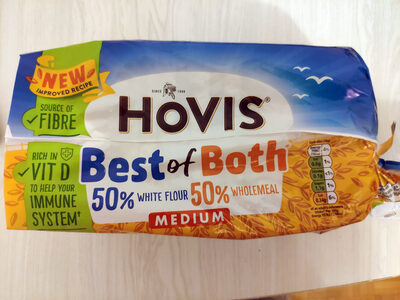 NEW
IMPROVED RECIPE
SOURCE OF
FIBRE
SINCE 1886
HOVIS®
RICH IN
VIT D
TO HELP YOUR
IMMUNE
SYSTEM†
Best of Both
50% WHITE FLOUR 50% WHOLEMEAL
MEDIUM